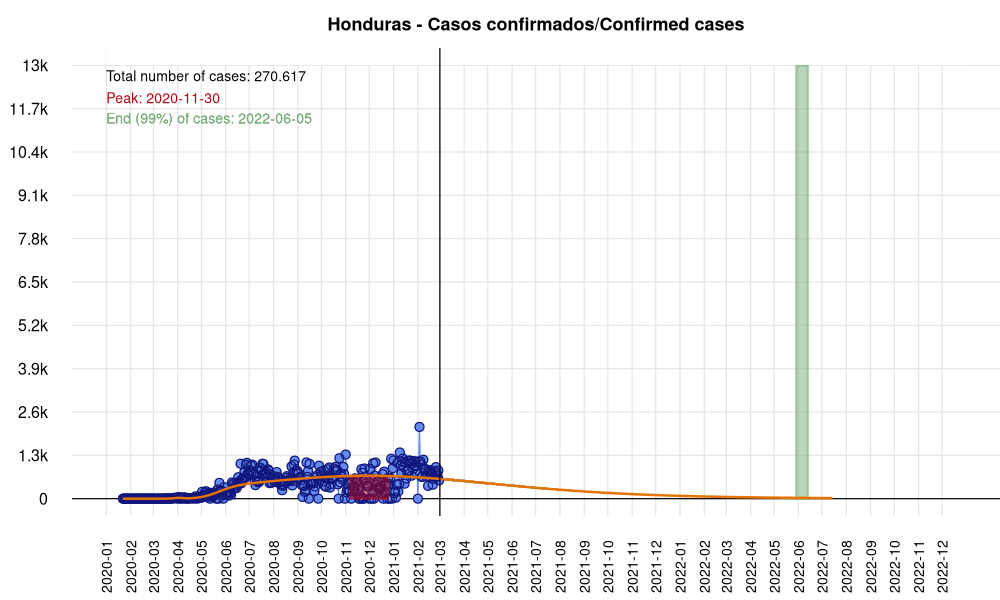 Honduras - Casos confirmados/Confirmed cases
13k
Total number of cases: 270.617
Peak: 2020-11-30
11.7k
End (99%) of cases: 2022-06-05
10.4k
9.1k
7.8k
6.5k
5.2k
3.9k
2.6k
1.3k
0
2020-01
2020-02
2020-03
2020-04
2020-05
2020-06
2020-07
2020-08
2020-09
2020-10
2020-11
2020-12
2021-01
2021-02
2021-03
2021-04
2021-05
2021-06
2021-07
2021-08
2021-09
2021-10
2021-11
2021-12
2022-01
2022-02
2022-03
2022-04
2022-05
2022-06
2022-07
2022-08
2022-09
2022-10
2022-11
2022-12